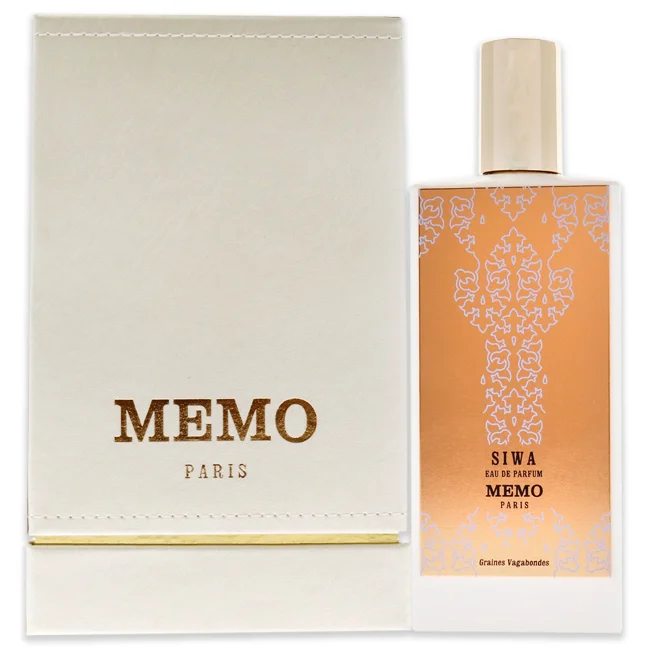 MEMO
PARIS
SIWA
EAU DE PARFUM
MEMO
PARIS
Graines Vagabondes